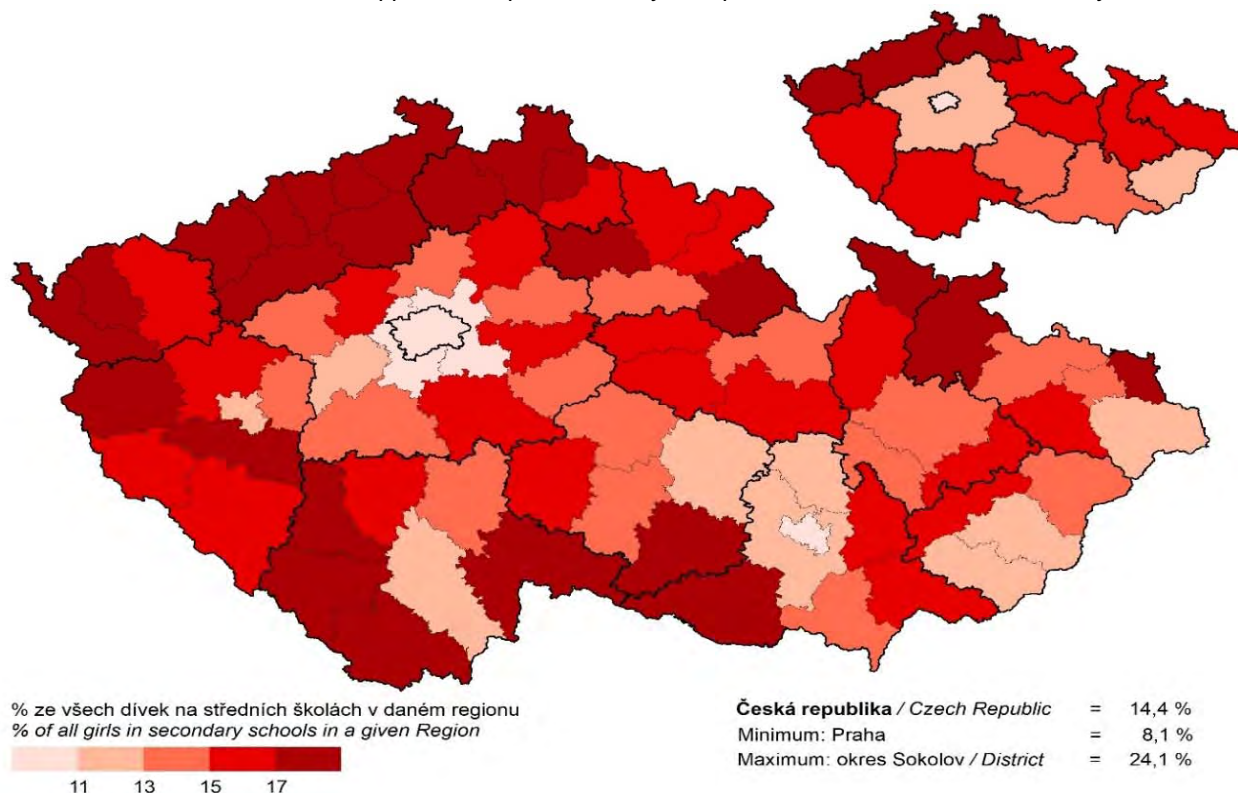 % ze všech dívek na středních školách v daném regionu
% of all girls in secondary schools in a given Region
11 13 15 17
Česká republika / Czech Republic = 14,4 %
Minimum: Praha = 8,1 %
Maximum: okres Sokolov / District = 24,1 %